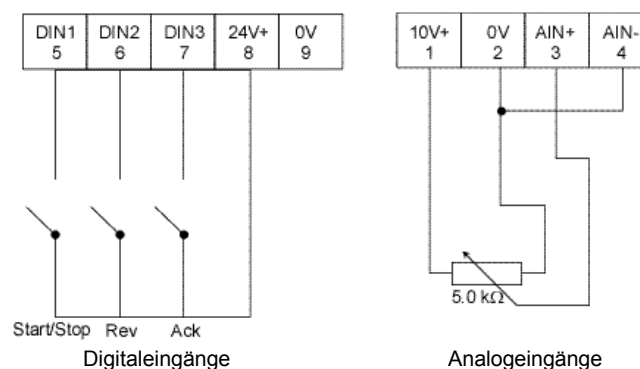 DIN1 DIN2 DIN3 24V+ 0V
5 6 7 8 9
10V+ 0V AIN+ AIN-
1 2 3 4
5.0 kΩ
Start/Stop Rev Ack
Digitaleingänge
Analogeingänge